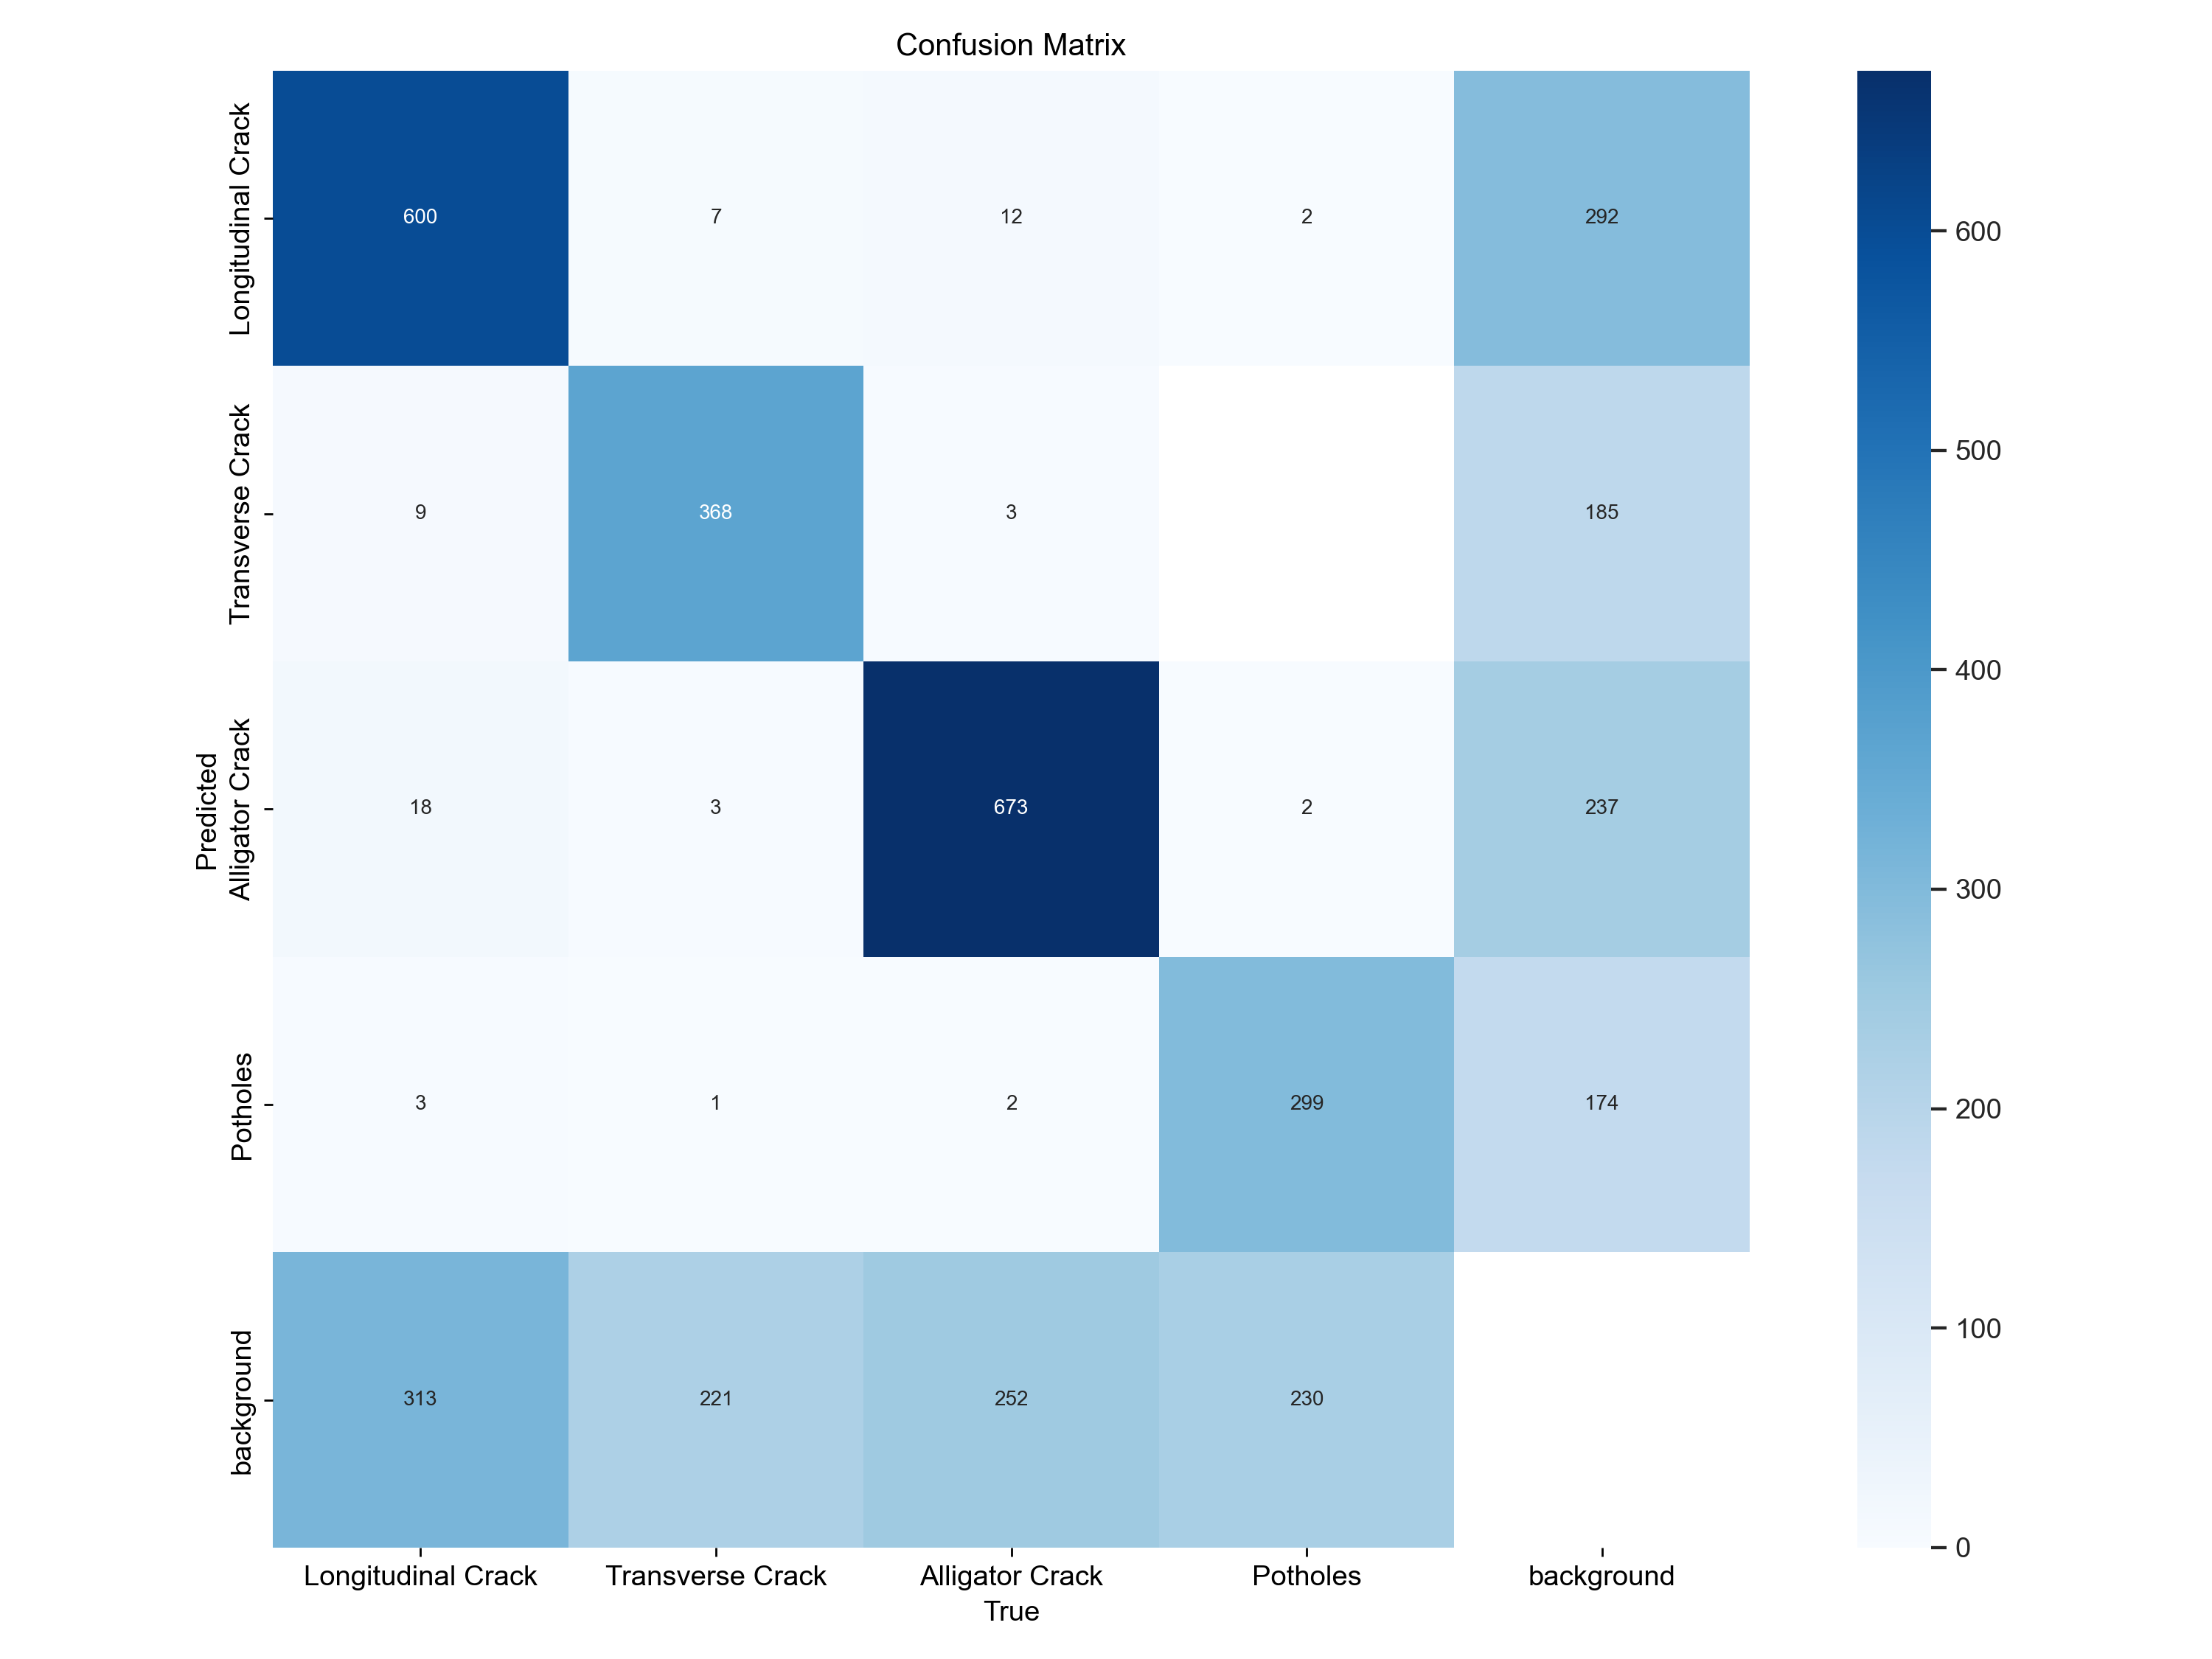 Confusion Matrix
Predicted
Longitudinal Crack
600 7 12 2 292
Transverse Crack
9 368 3 185
Alligator Crack
18 3 673 2 237
Potholes
3 1 2 299 174
background
313 221 252 230
Longitudinal Crack Transverse Crack Alligator Crack Potholes background
True
600
500
400
300
200
100
0